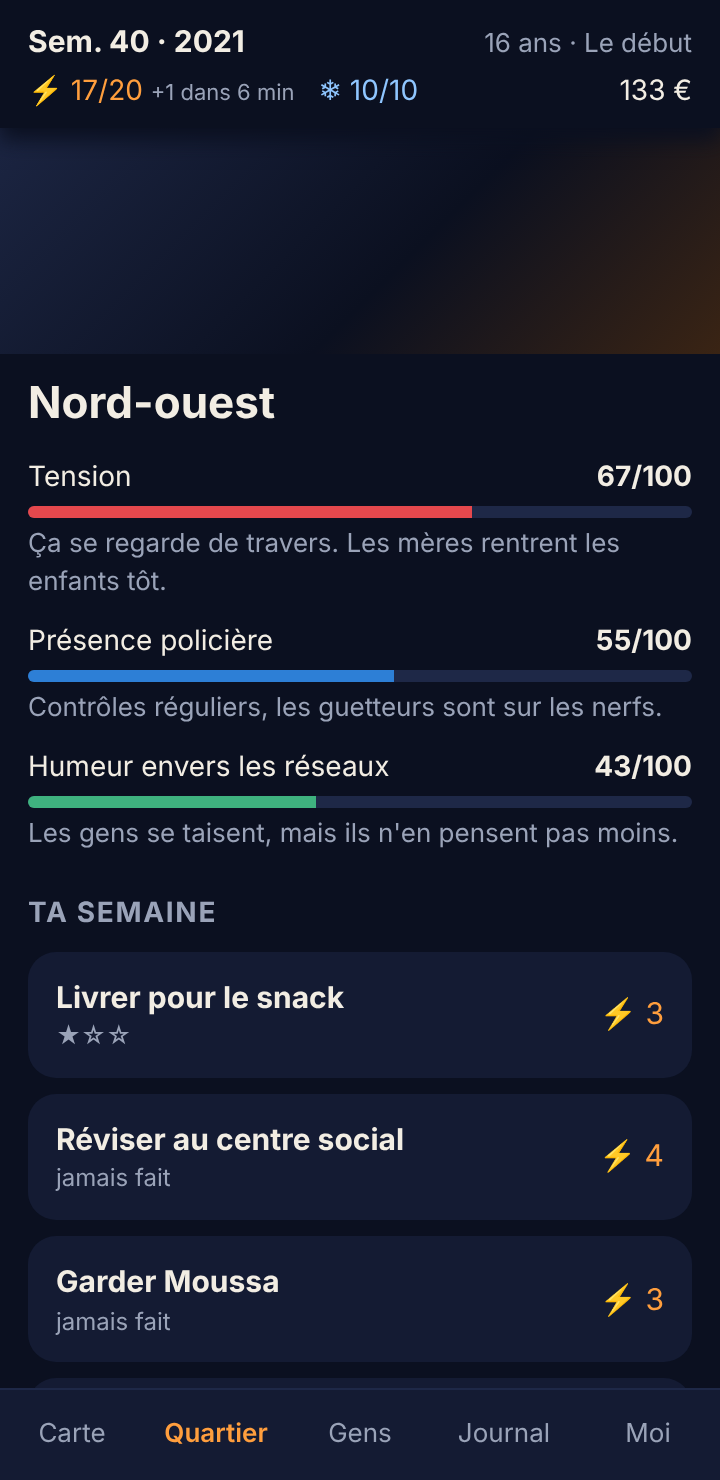 Sem. 40 · 2021
16 ans · Le début
⚡ 17/20 +1 dans 6 min ❄ 10/10
133 €
Nord-ouest
Tension 67/100
Ça se regarde de travers. Les mères rentrent les
enfants tôt.
Présence policière 55/100
Contrôles réguliers, les guetteurs sont sur les nerfs.
Humeur envers les réseaux 43/100
Les gens se taisent, mais ils n'en pensent pas moins.
TA SEMAINE
Livrer pour le snack
★☆☆
⚡ 3
Réviser au centre social
jamais fait
⚡ 4
Garder Moussa
jamais fait
⚡ 3
Carte Quartier Gens Journal Moi